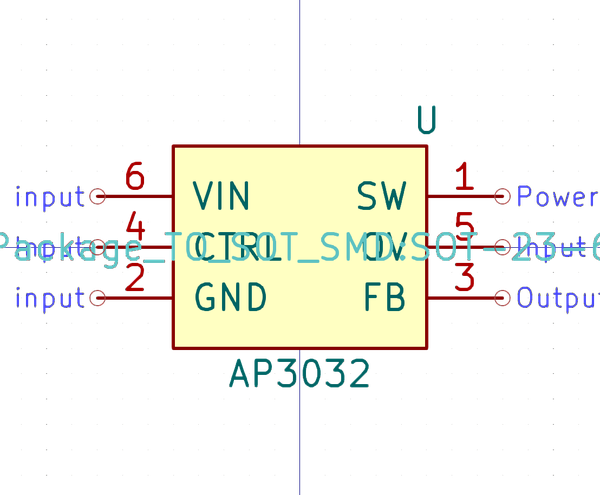 U
6 1
input VIN SW Power
4 5
Input CTRL OV Input
Package_TO_SOT_SMD:SOT-23-6
2 3
input GND FB Output
AP3032